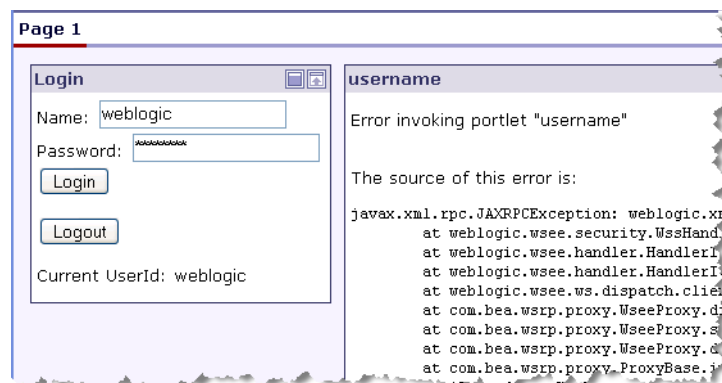 Page 1
Login
Name: weblogic
Password: ********
Login
Logout
Current UserId: weblogic
username
Error invoking portlet "username"
The source of this error is:
javax.xml.rpc.JAXRPCException:
at weblogic.wsee.security.WssHand
at weblogic.wsee.handler.HandlerI
at weblogic.wsee.handler.HandlerI
at weblogic.wsee.ws.dispatch.clie
at com.bea.wsrp.proxy.WseeProxy.d
at com.bea.wsrp.proxy.WseeProxy.s
at com.bea.wsrp.proxy.WseeProxy.d
at com.bea.wsrp.proxy.ProxyBase.i